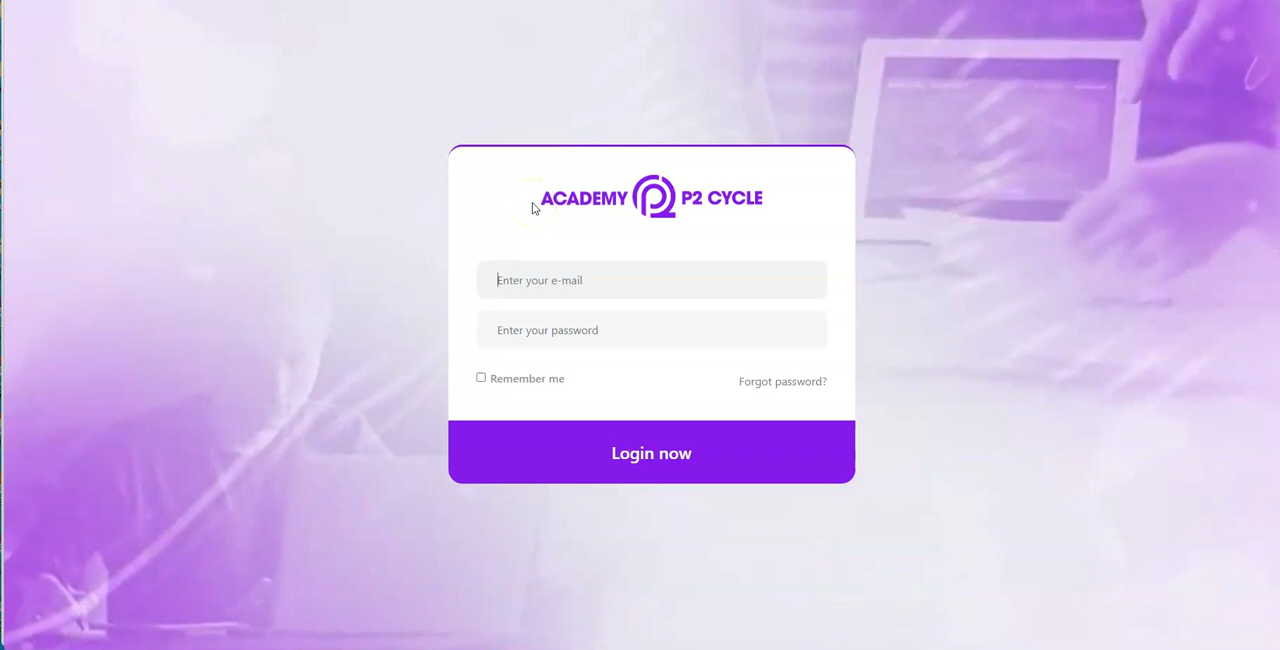 ACADEMY P2 CYCLE
Enter your e-mail
Enter your password
Remember me
Forgot password?
Login now